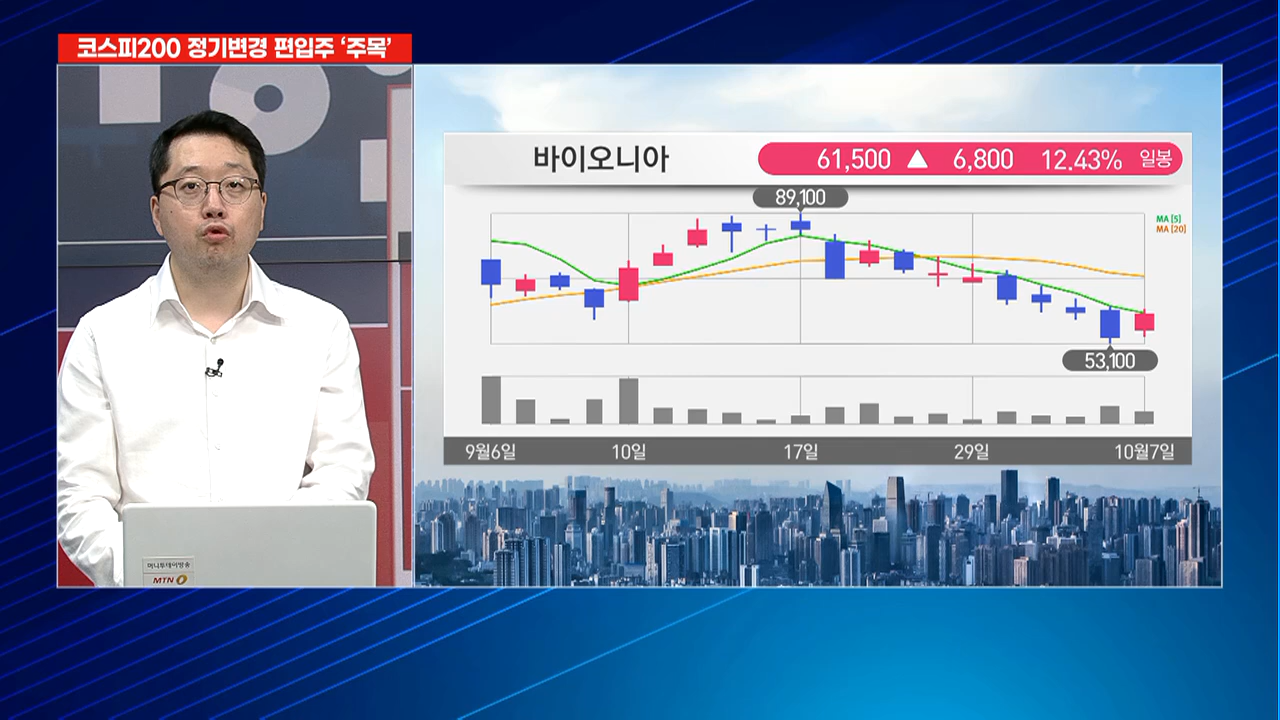 코스피200 정기변경 편입주 ‘주목’
바이오니아
61,500 ▲ 6,800 12.43% 일봉
89,100
MA [5]
MA [20]
53,100
9월6일 10일 17일 29일 10월7일
머니투데이방송
MTN